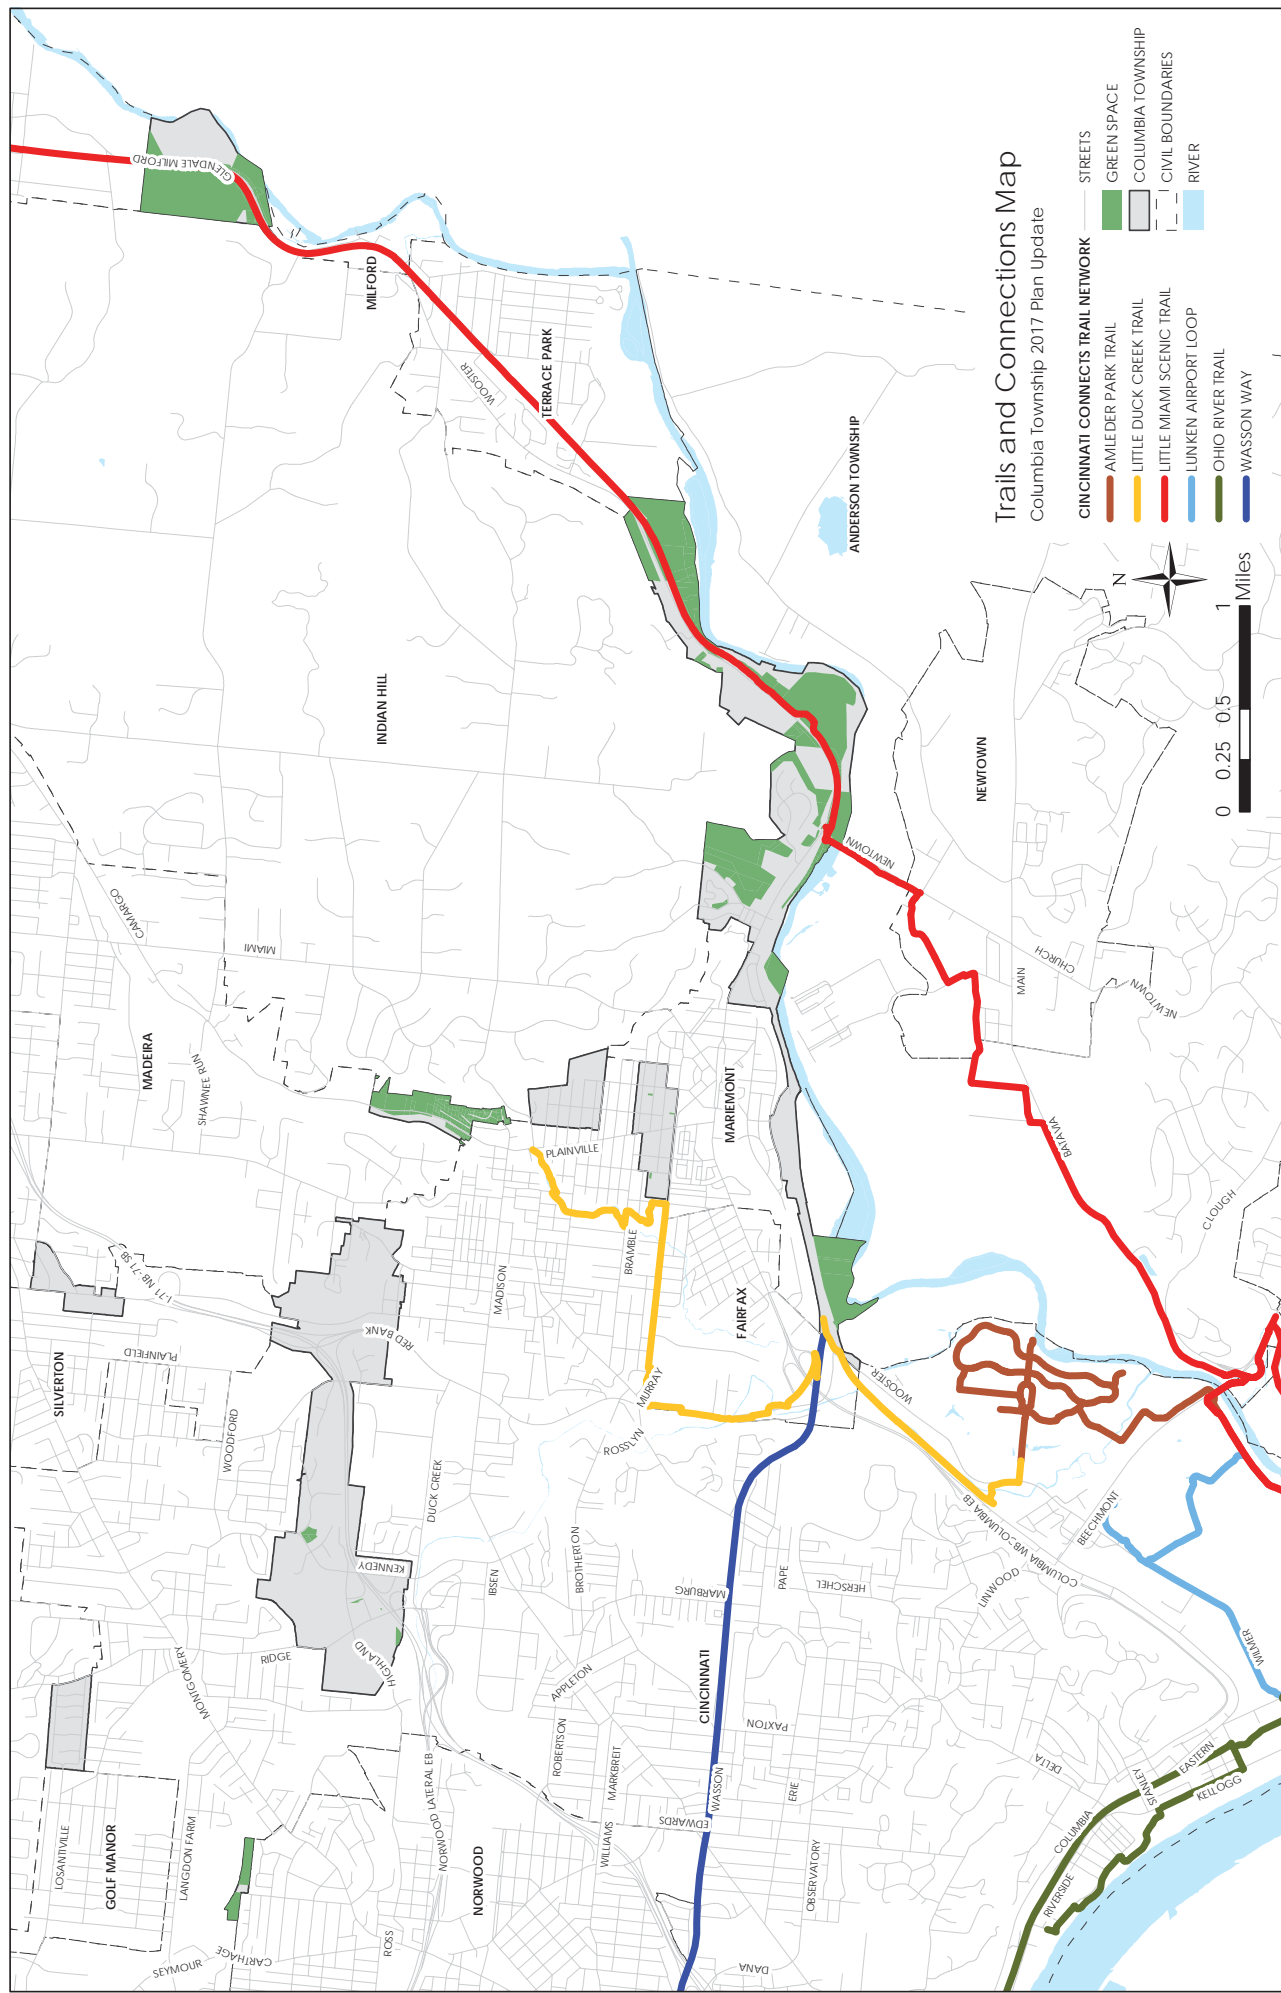 Trails and Connections Map
Columbia Township 2017 Plan Update
CINCINNATI CONNECTS TRAIL NETWORK
AMLEDER PARK TRAIL
LITTLE DUCK CREEK TRAIL
LITTLE MIAMI SCENIC TRAIL
LUNKEN AIRPORT LOOP
OHIO RIVER TRAIL
WASSON WAY
STREETS
GREEN SPACE
COLUMBIA TOWNSHIP
CIVIL BOUNDARIES
RIVER
N
0 0.25 0.5 1
Miles
GOLF MANOR
LOSANTIVILLE
LANGDON FARM
SEYMOUR
CARTHAGE
MONTGOMERY
RIDGE
SILVERTON
PLAINFIELD
WOODFORD
I-71 NB-71 SB
MADEIRA
SHAWNEE RUN
CAMARGO
MIAMI
GLENDALE MILFORD
MILFORD
INDIAN HILL
RED BANK
KENNEDY
HIGHLAND
ROSS
NORWOOD LATERAL EB
NORWOOD
DUCK CREEK
MADISON
IBSEN
PLAINVILLE
WOOSTER
TERRACE PARK
ROBERTSON
APPLETON
BROTHERTON
MARKBREIT
WILLIAMS
EDWARDS
ROSSLYN
MURRAY
BRAMBLE
MARBURG
CINCINNATI
WASSON
FAIRFAX
MARIEMONT
DANA
PAXTON
ERIE
OBSERVATORY
PAPE
HERSCHEL
WOOSTER
NEWTOWN
ANDERSON TOWNSHIP
LINWOOD
COLUMBIA WB-COLUMBIA EB
BEECHMONT
NEWTOWN
MAIN
CHURCH
NEWTOWN
BATAVIA
CLOUGH
DELTA
STANLEY
EASTERN
KELLOGG
COLUMBIA
RIVERSIDE
WILMER